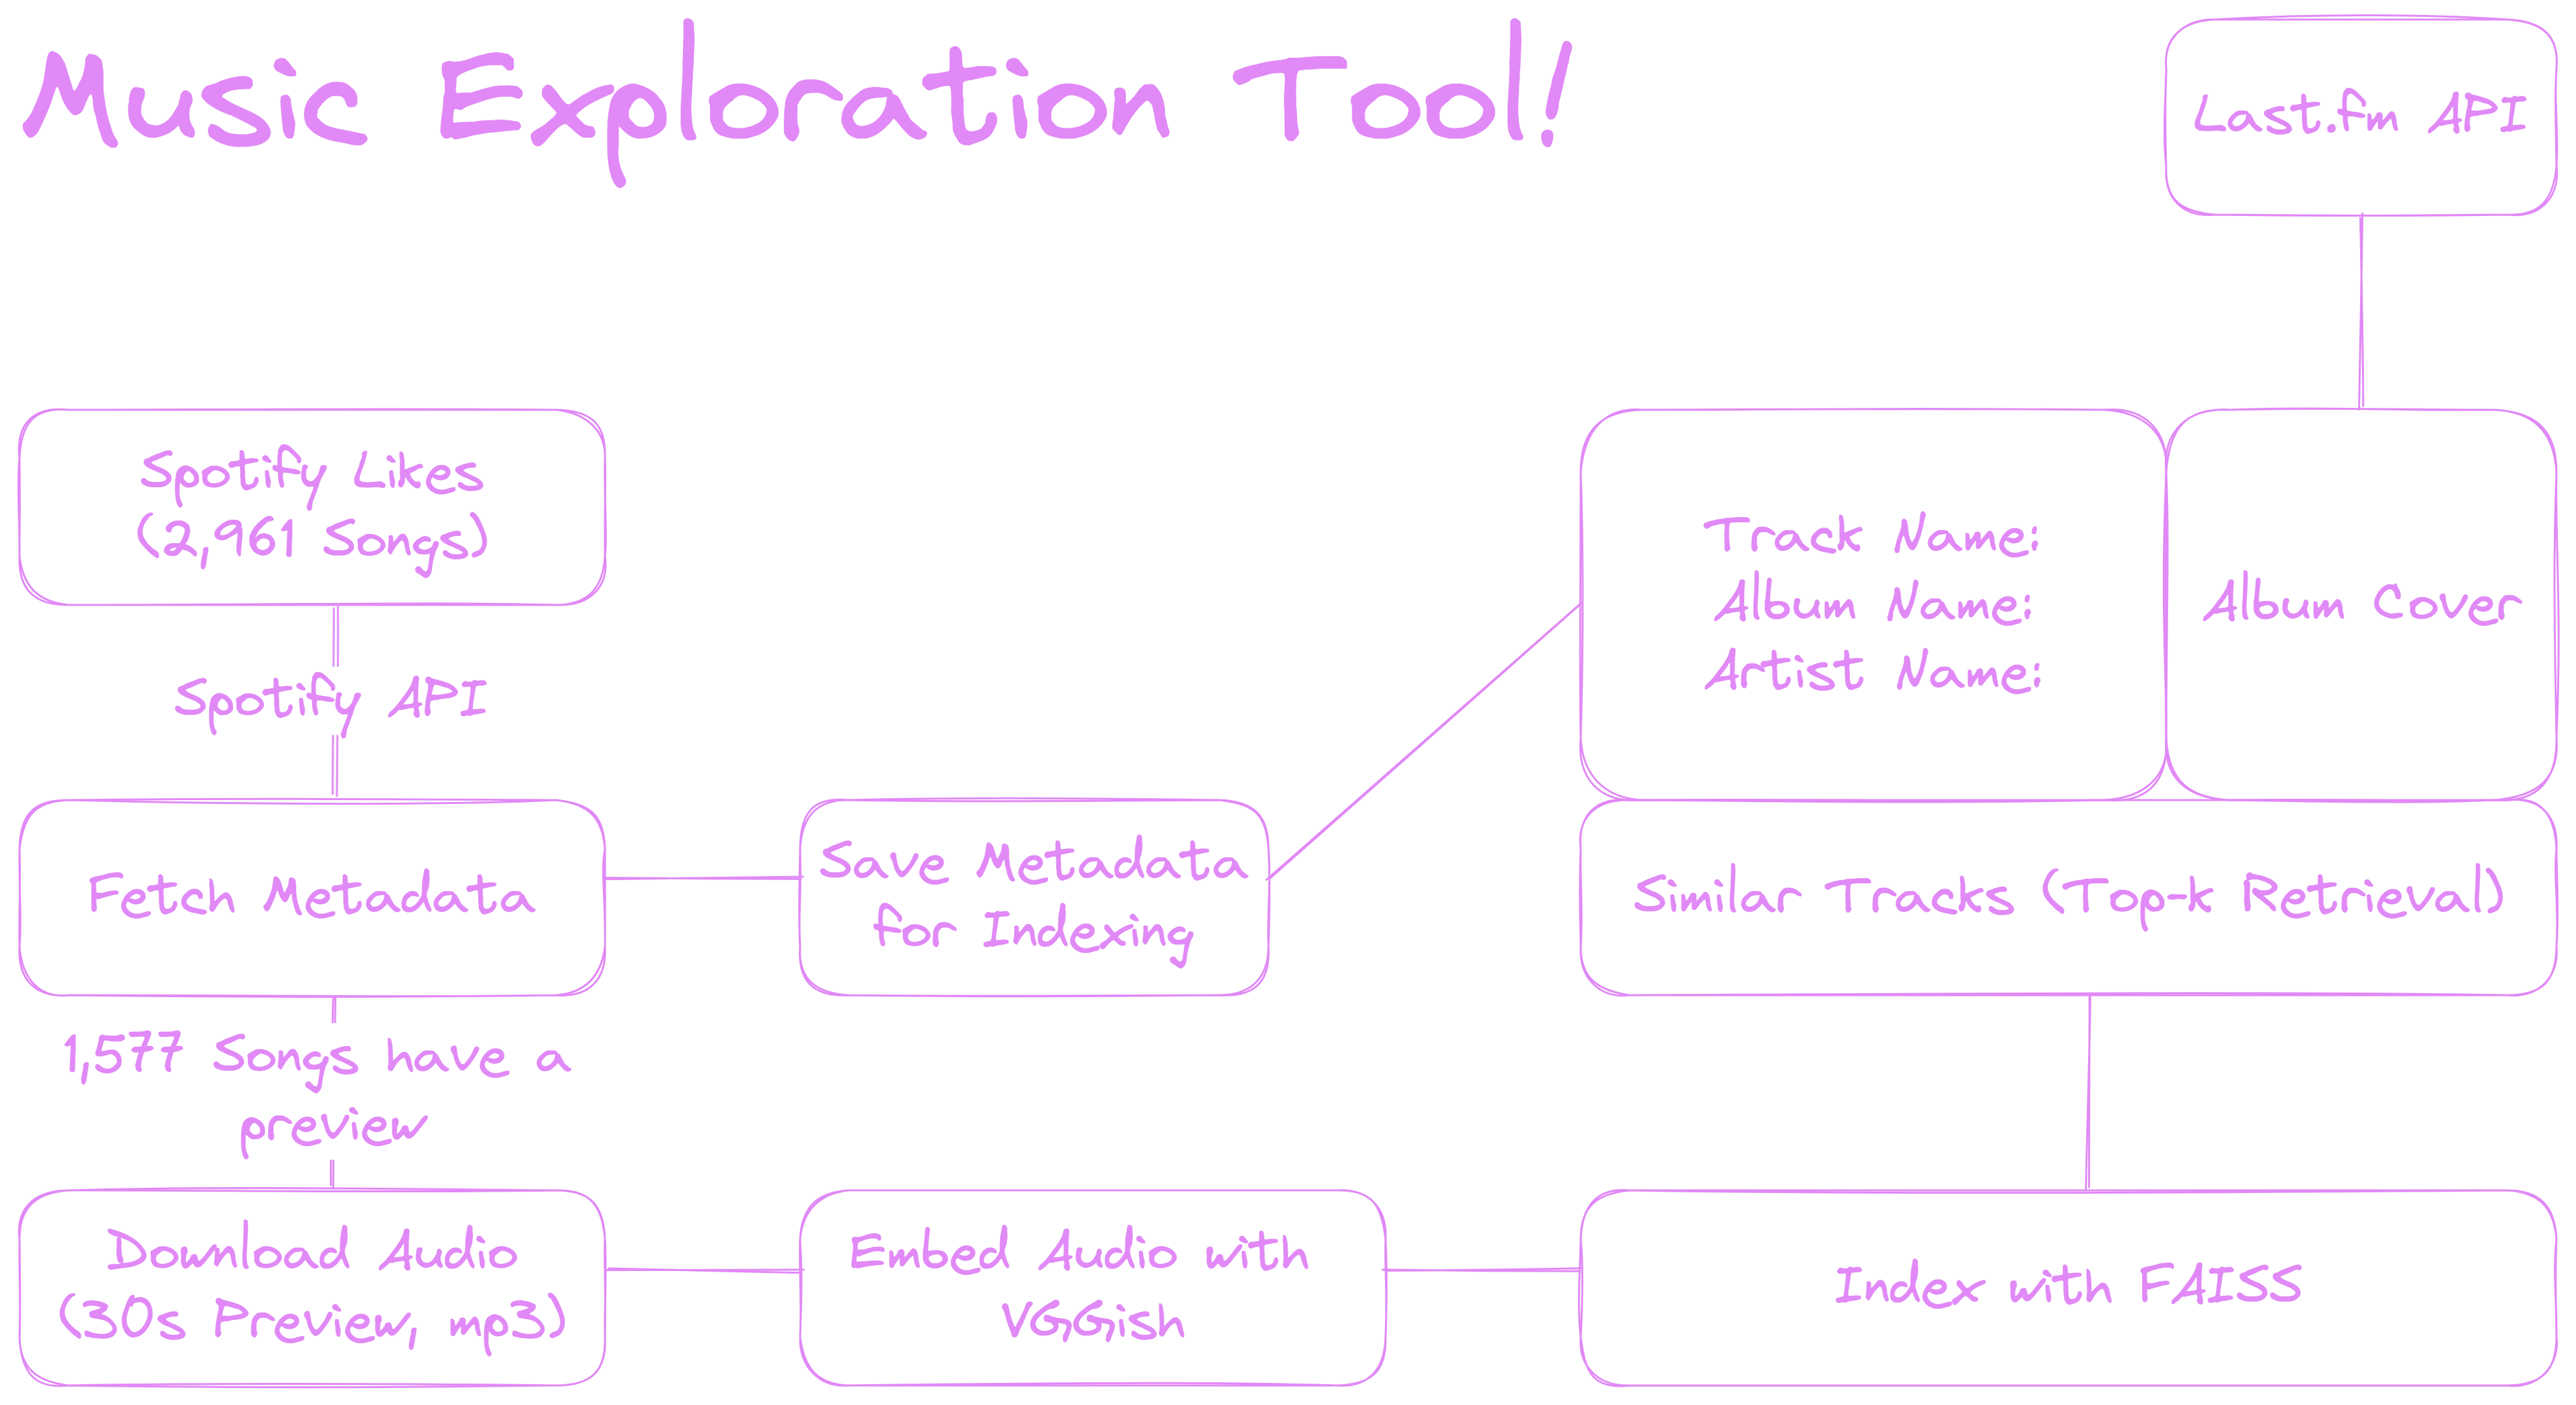 Music Exploration Tool!
Last.fm API
Spotify Likes
(2,961 Songs)
Spotify API
Fetch Metadata
1,577 Songs have a
preview
Download Audio
(30s Preview, mp3)
Save Metadata
for Indexing
Embed Audio with
VGGish
Track Name:
Album Name:
Artist Name:
Album Cover
Similar Tracks (Top-k Retrieval)
Index with FAISS